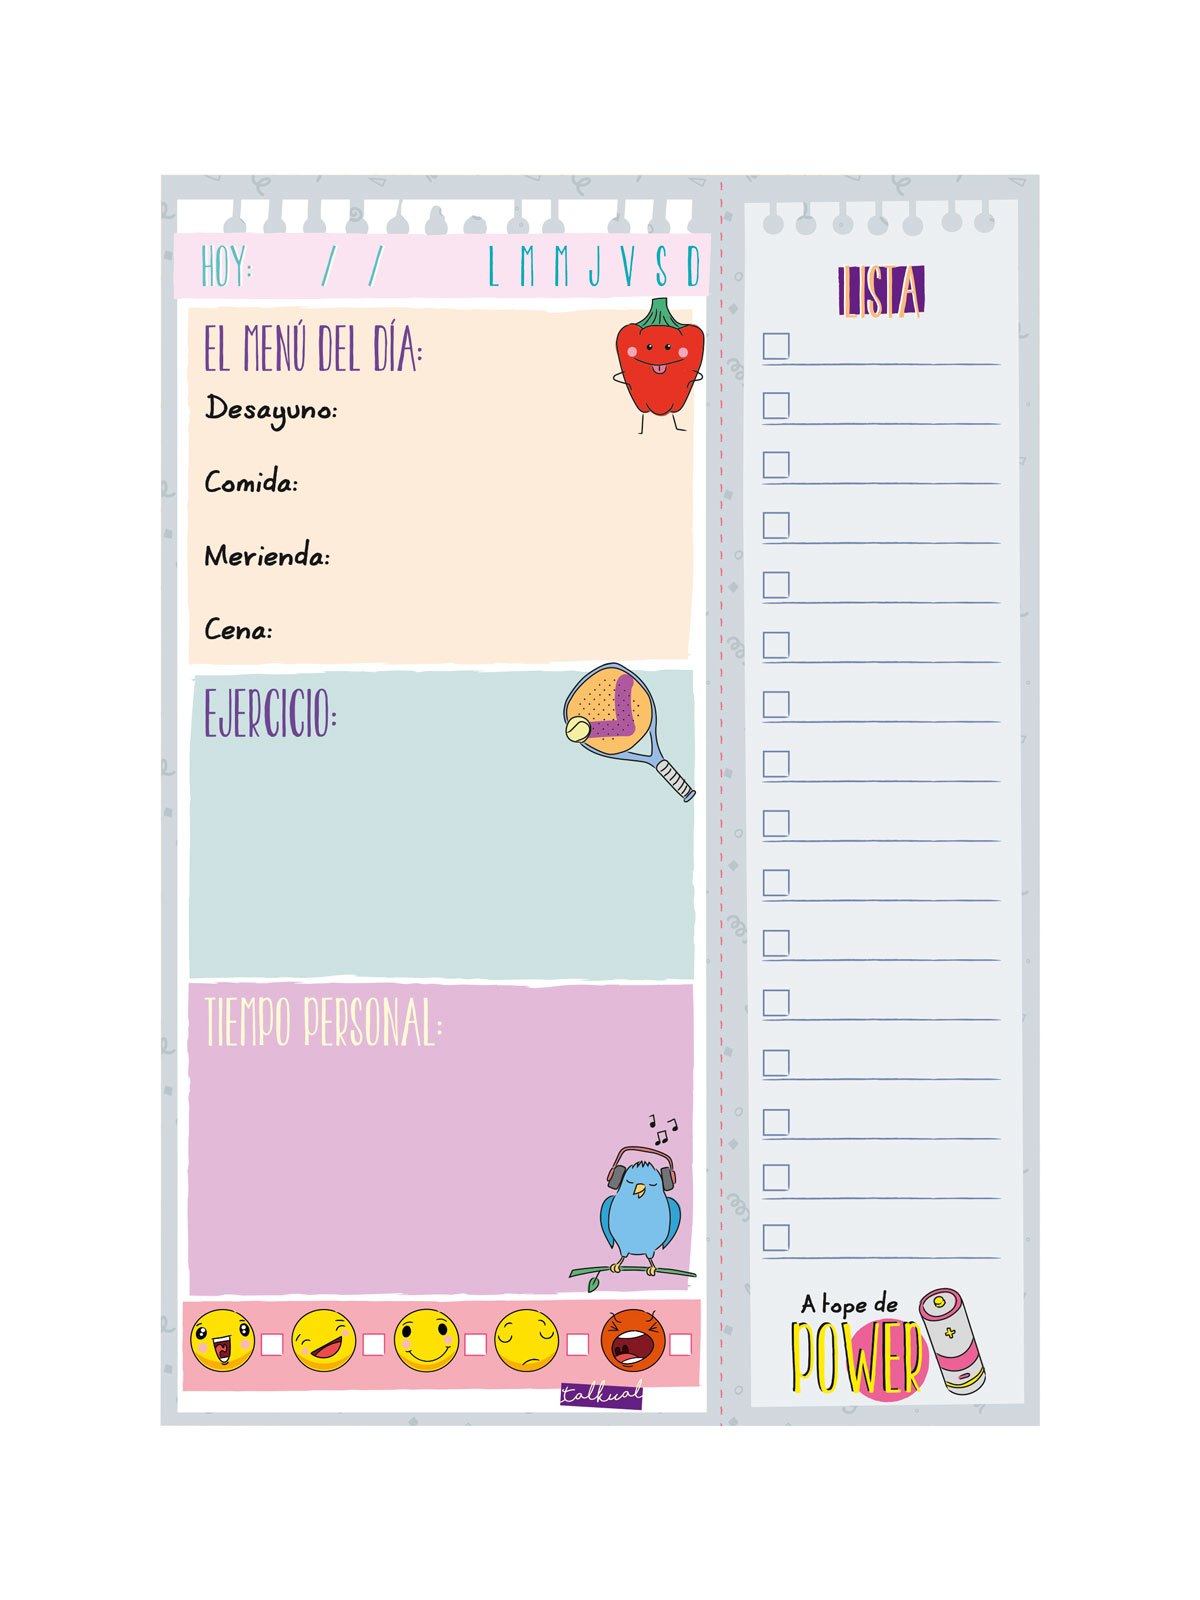 HOY: / / L M M J V S D
EL MENÚ DEL DÍA:
Desayuno:
Comida:
Merienda:
Cena:
EJERCICIO:
TIEMPO PERSONAL:
talkual
LISTA
A tope de
POWER